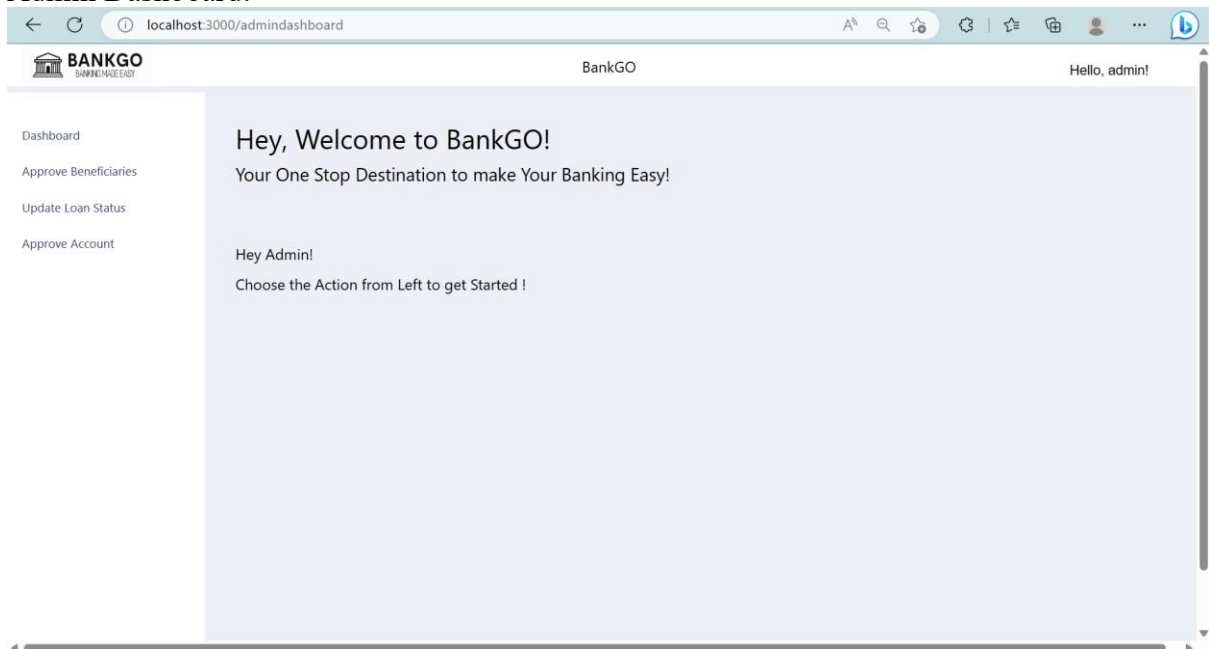 Admin Dashboard:
localhost:3000/admindashboard
BANKGO
BANKING MADE EASY
BankGO
Hello, admin!
Dashboard
Approve Beneficiaries
Update Loan Status
Approve Account
Hey, Welcome to BankGO!
Your One Stop Destination to make Your Banking Easy!
Hey Admin!
Choose the Action from Left to get Started !